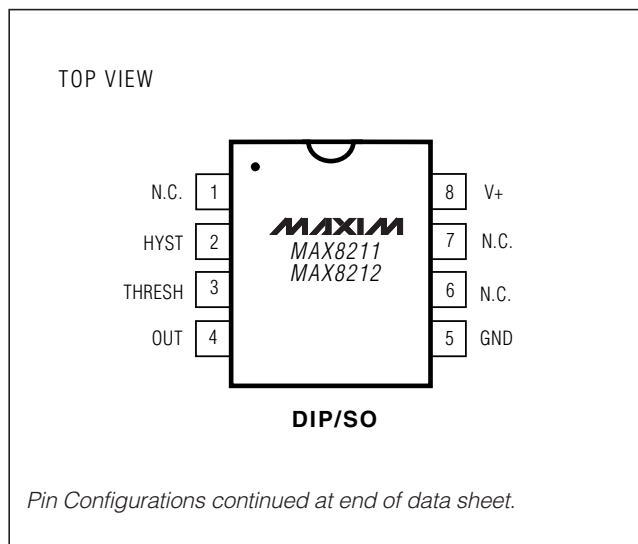 TOP VIEW
N.C. 1
HYST 2
THRESH 3
OUT 4
MAXIM
MAX8211
MAX8212
8 V+
7 N.C.
6 N.C.
5 GND
DIP/SO
Pin Configurations continued at end of data sheet.